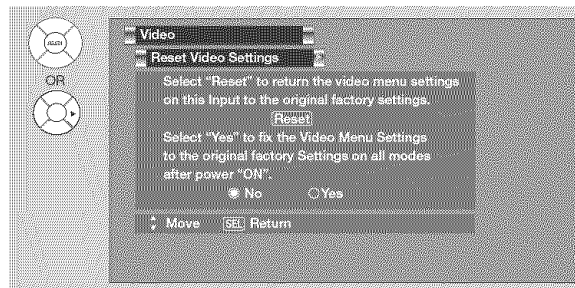 Video
Reset Video Settings
OR
Select “Reset” to return the video menu settings
on this Input to the original factory settings.
Reset
Select “Yes” to fix the Video Menu Settings
to the original factory Settings on all modes
after power “ON”.
No Yes
Move SEL Return